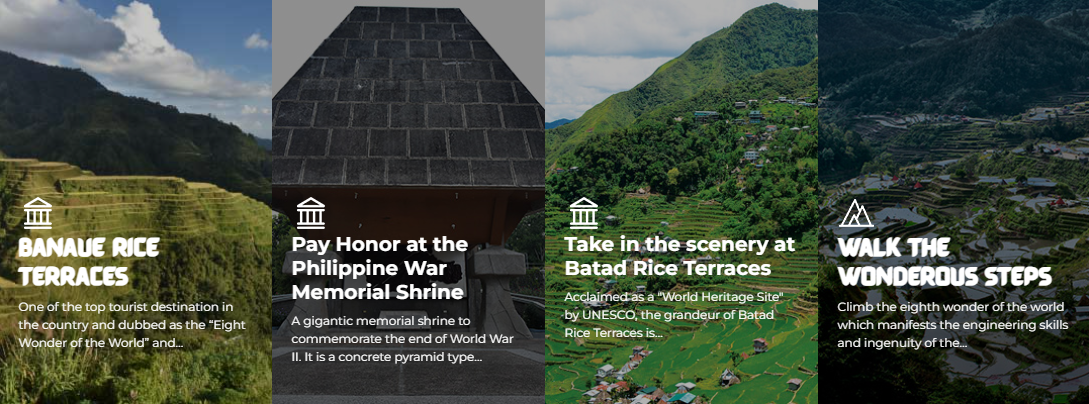 BANAUE RICE
TERRACES
One of the top tourist destination in
the country and dubbed as the "Eight
Wonder of the World" and...
Pay Honor at the
Philippine War
Memorial Shrine
A gigantic memorial shrine to
commemorate the end of World War
II. It is a concrete pyramid type...
Take in the scenery at
Batad Rice Terraces
Acclaimed as a "World Heritage Site"
by UNESCO, the grandeur of Batad
Rice Terraces is...
WALK THE
WONDEROUS STEPS
Climb the eighth wonder of the world
which manifests the engineering skills
and ingenuity of the...